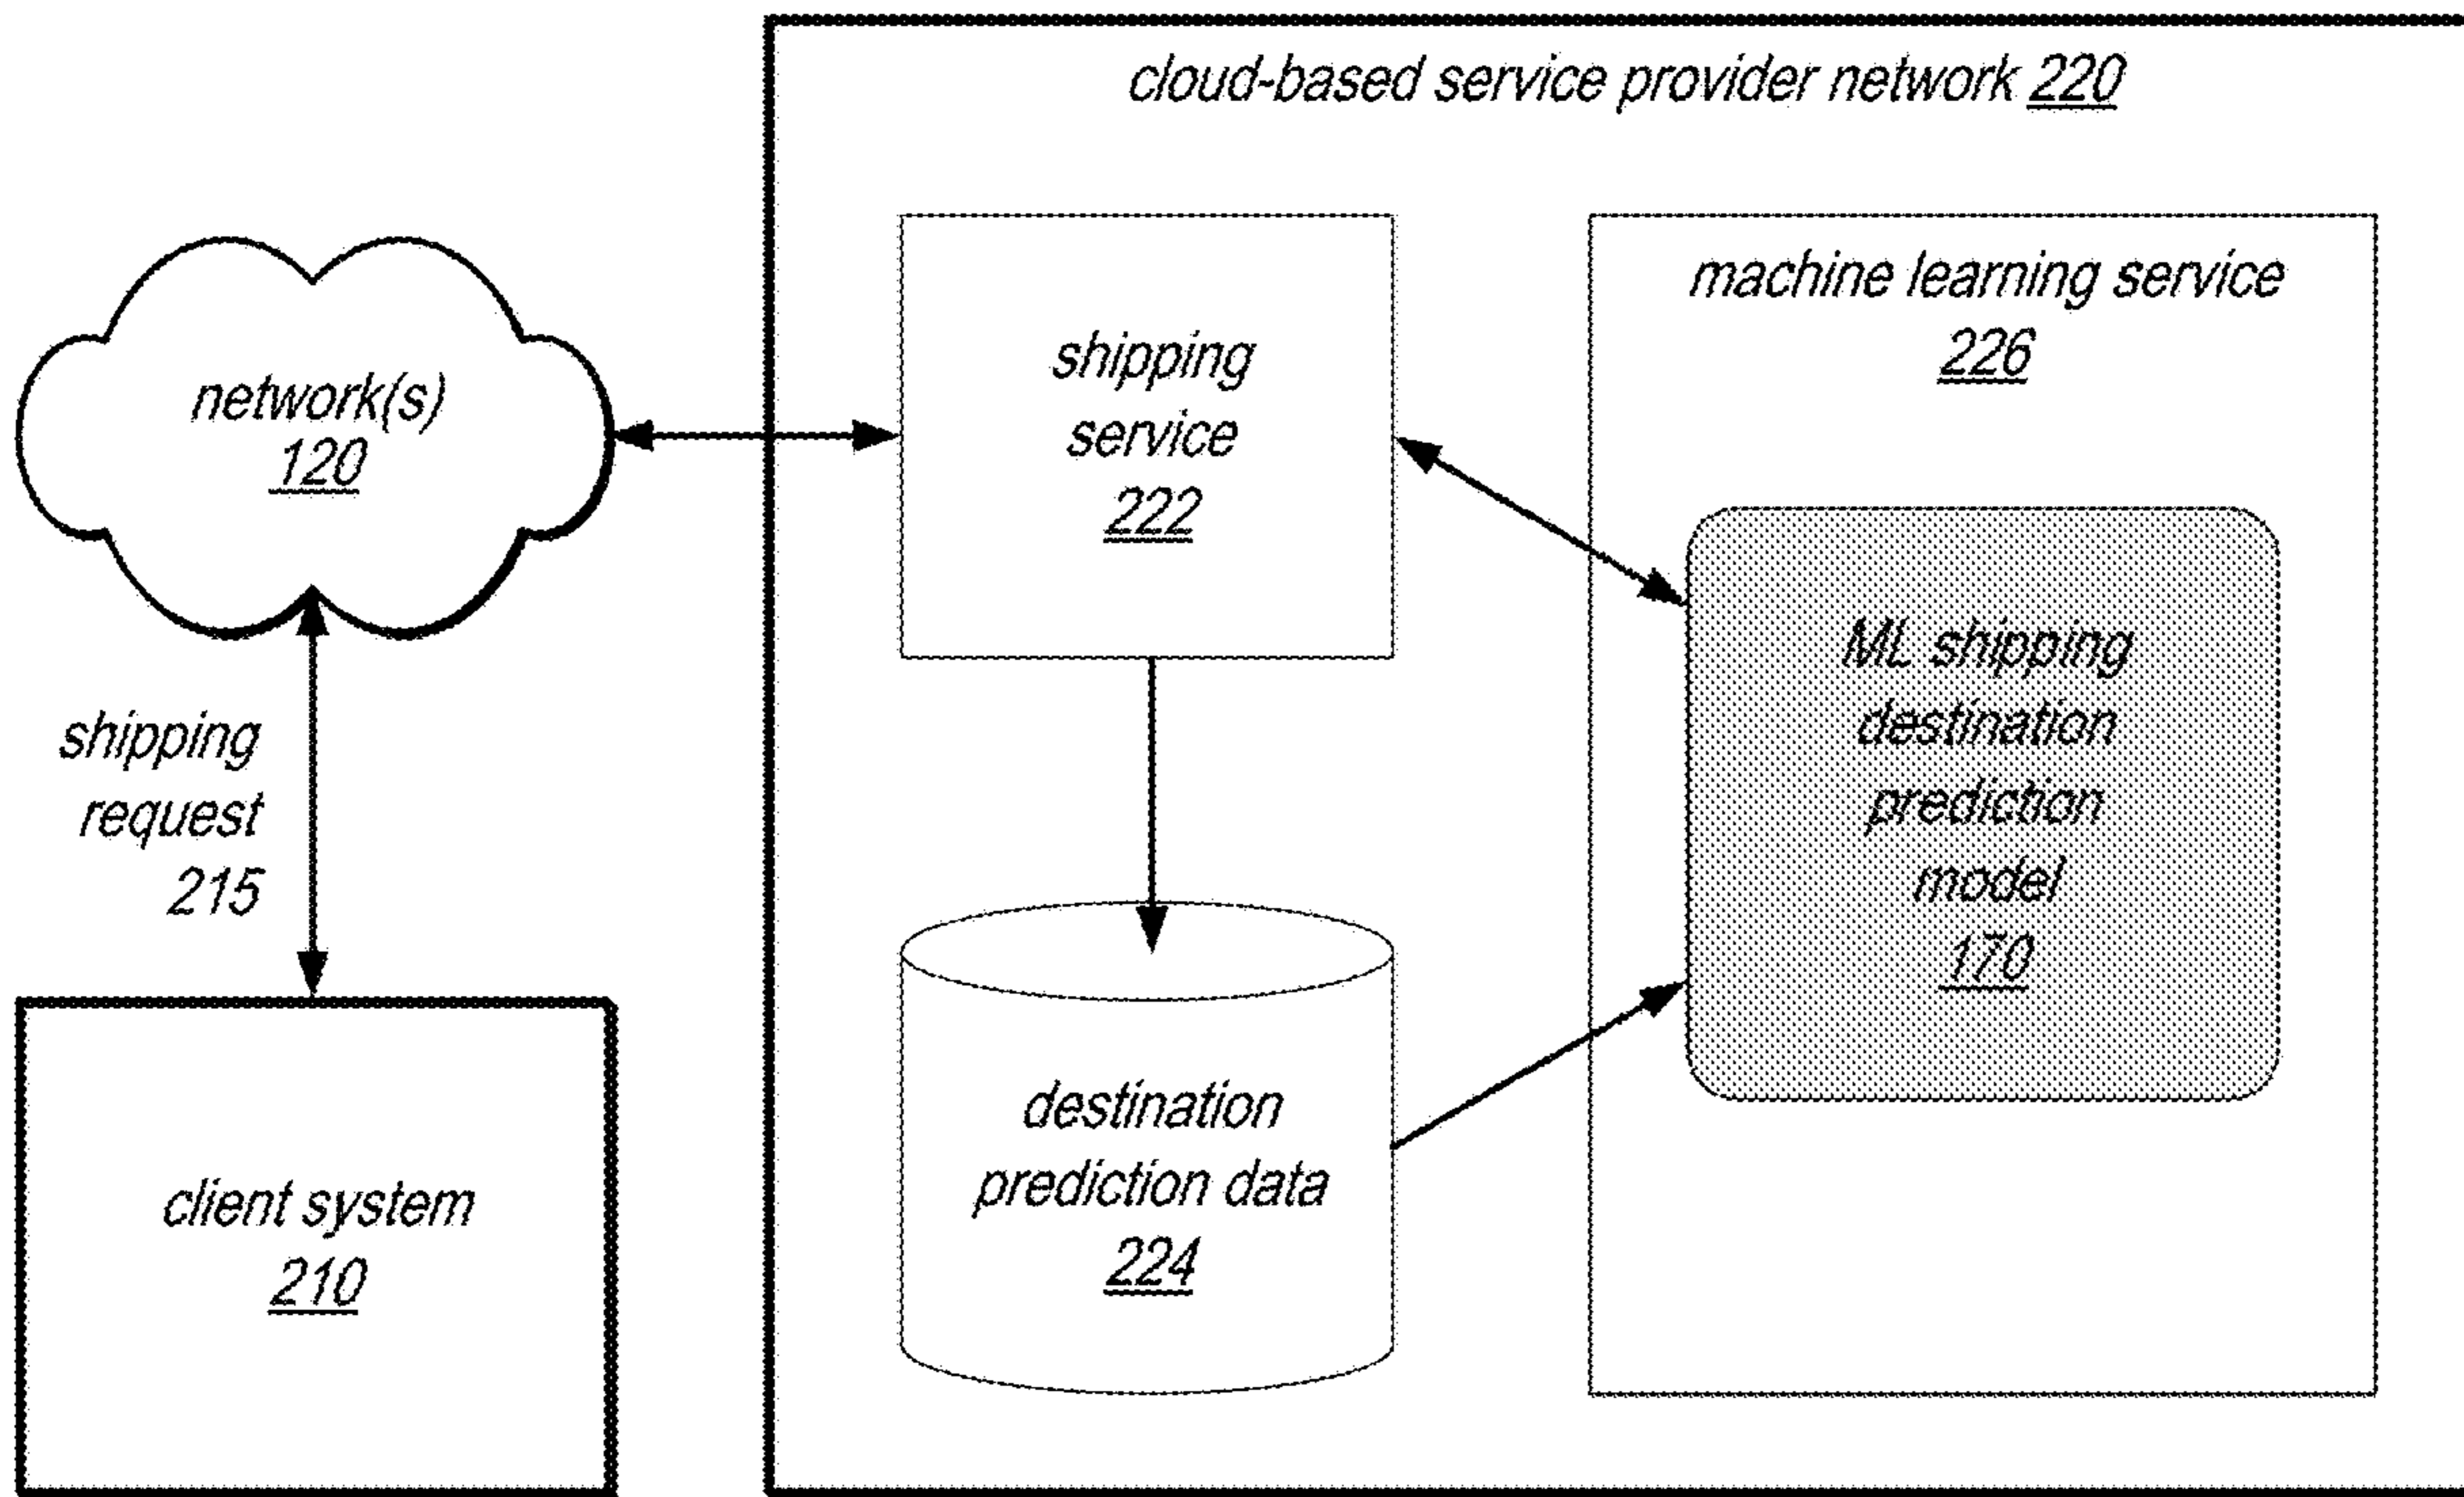 cloud-based service provider network 220
network(s)
120
shipping
request
215
client system
210
shipping
service
222
destination
prediction data
224
machine learning service
226
ML shipping
destination
prediction
model
170